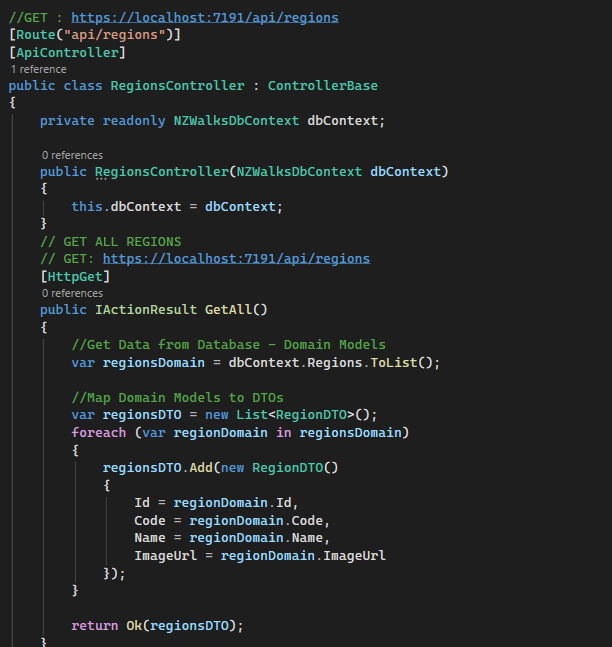 //GET : https://localhost:7191/api/regions
[Route("api/regions")]
[ApiController]
1 reference
public class RegionsController : ControllerBase
{
private readonly NZWalksDbContext dbContext;
0 references
public RegionsController(NZWalksDbContext dbContext)
{
this.dbContext = dbContext;
}
// GET ALL REGIONS
// GET: https://localhost:7191/api/regions
[HttpGet]
0 references
public IActionResult GetAll()
{
//Get Data from Database - Domain Models
var regionsDomain = dbContext.Regions.ToList();
//Map Domain Models to DTOs
var regionsDTO = new List<RegionDTO>();
foreach (var regionDomain in regionsDomain)
{
regionsDTO.Add(new RegionDTO()
{
Id = regionDomain.Id,
Code = regionDomain.Code,
Name = regionDomain.Name,
ImageUrl = regionDomain.ImageUrl
});
}
return Ok(regionsDTO);
}